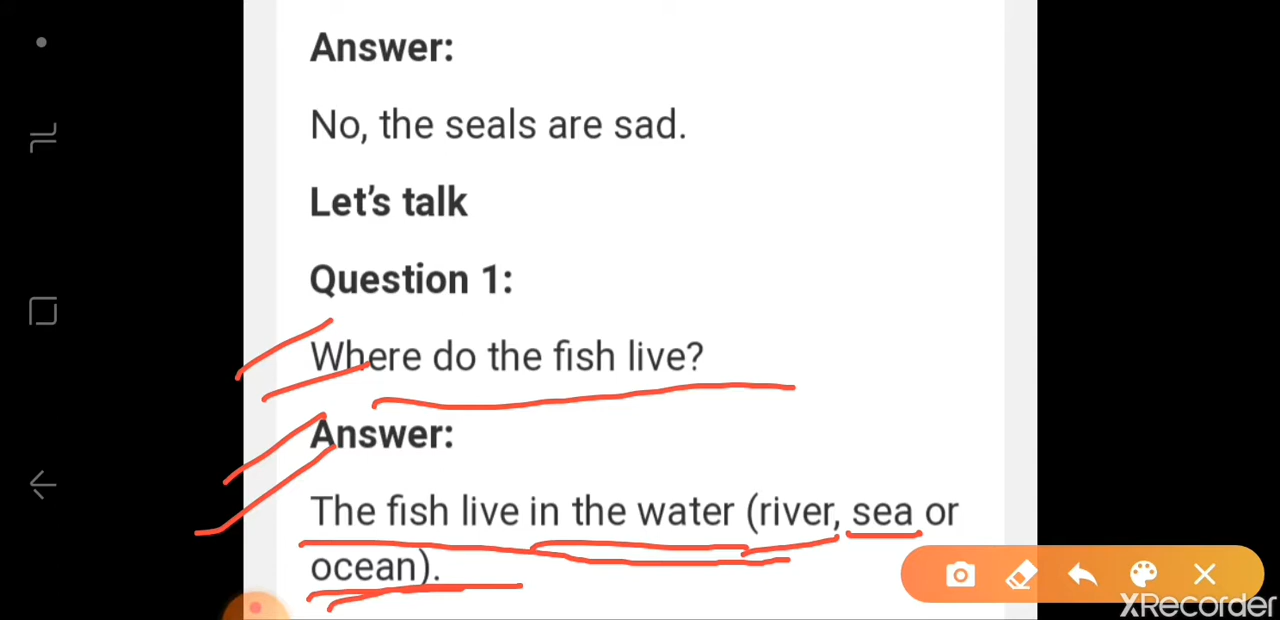 Answer:
No, the seals are sad.
Let's talk
Question 1:
Where do the fish live?
Answer:
The fish live in the water (river, sea or
ocean).
XRecorder